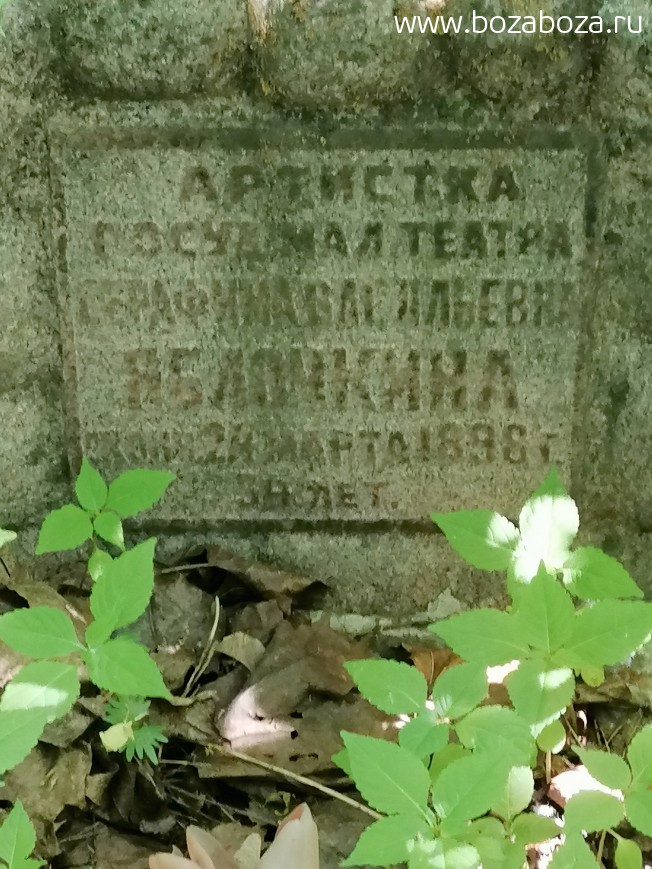 www.bozaboza.ru
АРТИСТКА
ТЕАТРА
СЕРАФИМА ВАСИЛЬЕВНА
ЯБЛОЧКИНА
24 МАРТА 1898 Г.
ЛЕТ.